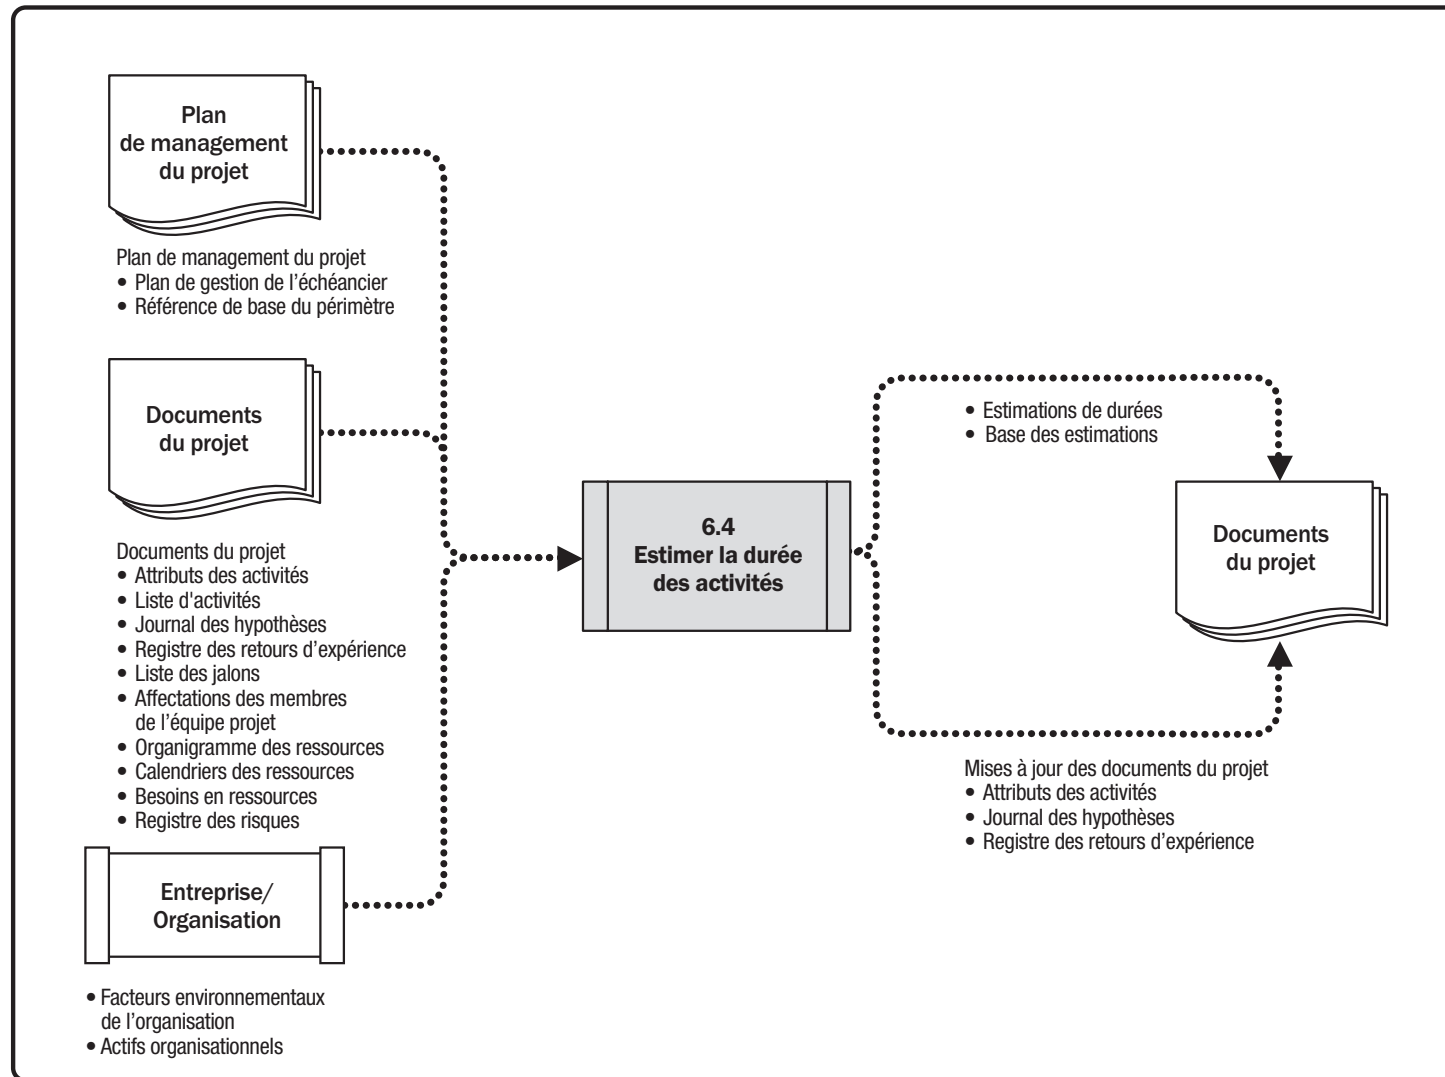 Plan
de management
du projet
Plan de management du projet
• Plan de gestion de l’échéancier
• Référence de base du périmètre
Documents
du projet
Documents du projet
• Attributs des activités
• Liste d'activités
• Journal des hypothèses
• Registre des retours d’expérience
• Liste des jalons
• Affectations des membres
de l’équipe projet
• Organigramme des ressources
• Calendriers des ressources
• Besoins en ressources
• Registre des risques
Entreprise/
Organisation
• Facteurs environnementaux
de l’organisation
• Actifs organisationnels
6.4
Estimer la durée
des activités
• Estimations de durées
• Base des estimations
Documents
du projet
Mises à jour des documents du projet
• Attributs des activités
• Journal des hypothèses
• Registre des retours d’expérience